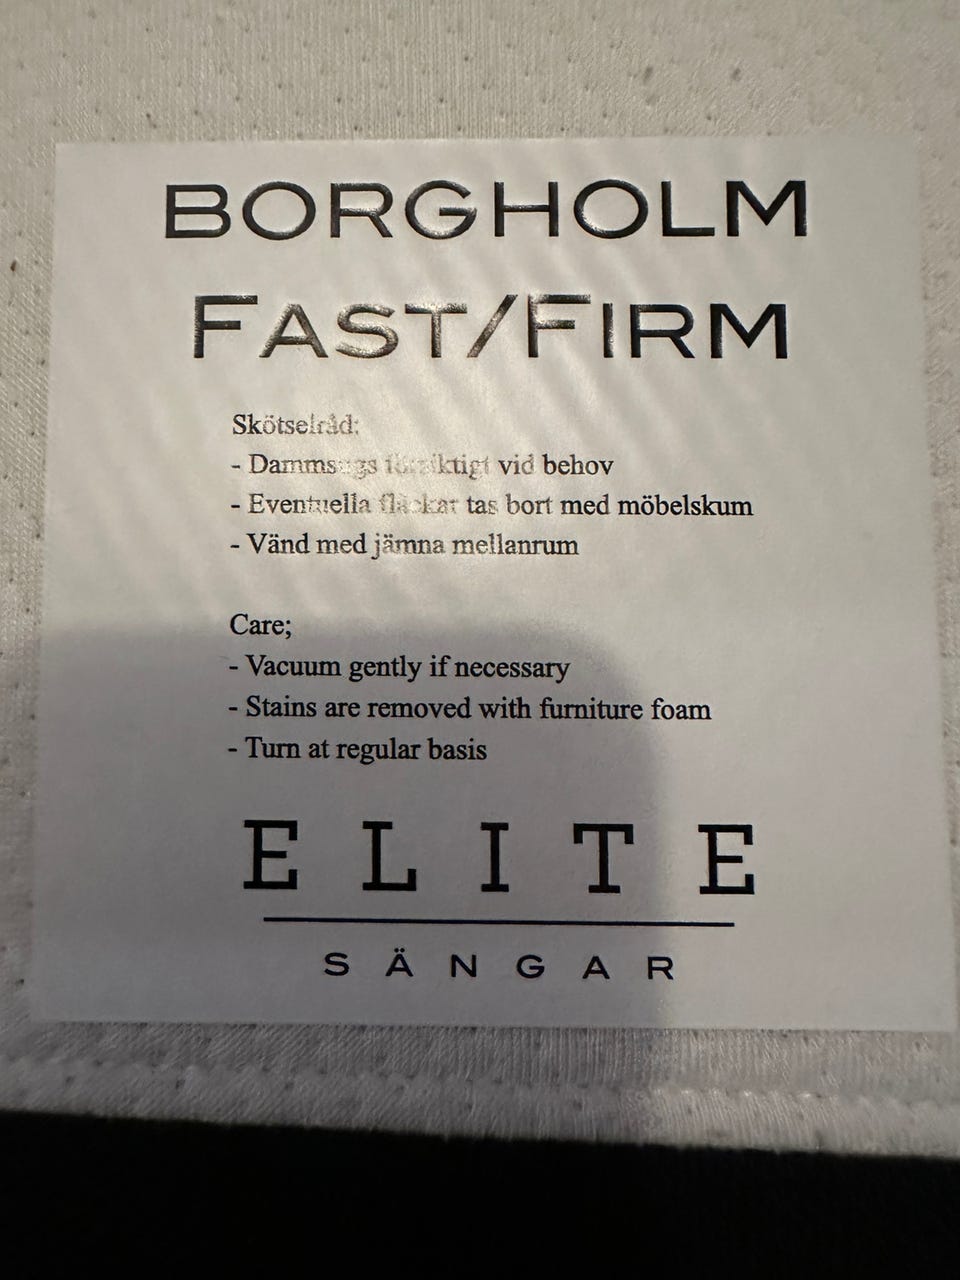 BORGHOLM
FAST/FIRM
Skötselråd:
- Dammsugs försiktigt vid behov
- Eventuella fläckar tas bort med möbelskum
- Vänd med jämna mellanrum
Care;
- Vacuum gently if necessary
- Stains are removed with furniture foam
- Turn at regular basis
ELITE
SÄNGAR